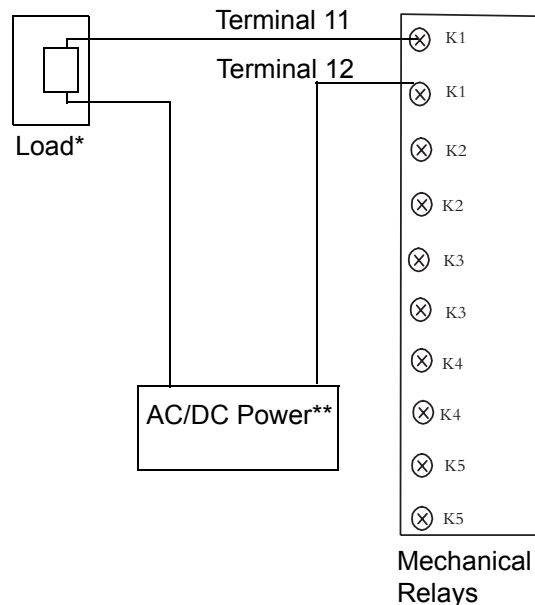 Terminal 11
K1
Terminal 12
K1
Load*
K2
K2
K3
K3
K4
AC/DC Power**
K4
K5
K5
Mechanical
Relays